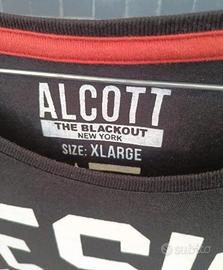 ALCOTT
THE BLACKOUT
NEW YORK
SIZE: XLARGE
subito